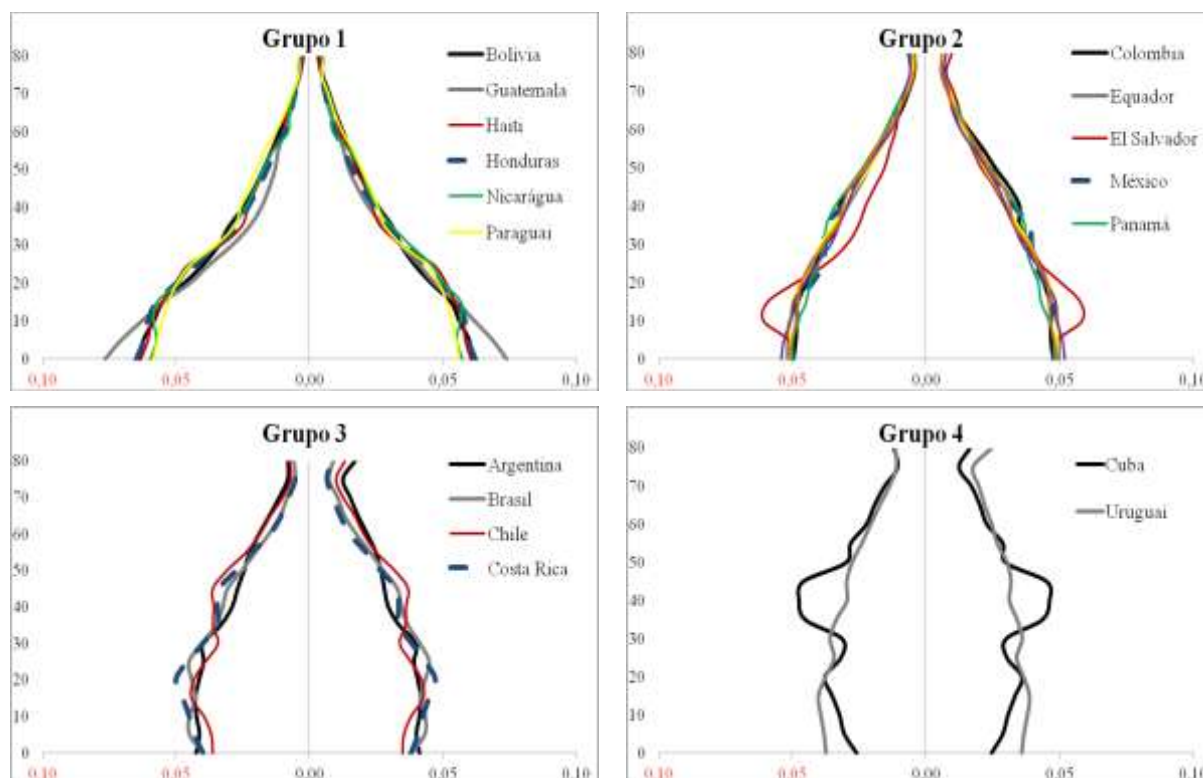 Grupo 1
80
70
60
50
40
30
20
10
0
0,10
0,05
0,00
0,05
0,10
Bolivia
Guatemala
Haiti
Honduras
Nicarágua
Paraguai
Grupo 2
80
70
60
50
40
30
20
10
0
0,10
0,05
0,00
0,05
0,10
Colombia
Equador
El Salvador
México
Panamá
Grupo 3
80
70
60
50
40
30
20
10
0
0,10
0,05
0,00
0,05
0,10
Argentina
Brasil
Chile
Costa Rica
Grupo 4
80
70
60
50
40
30
20
10
0
0,10
0,05
0,00
0,05
0,10
Cuba
Uruguai